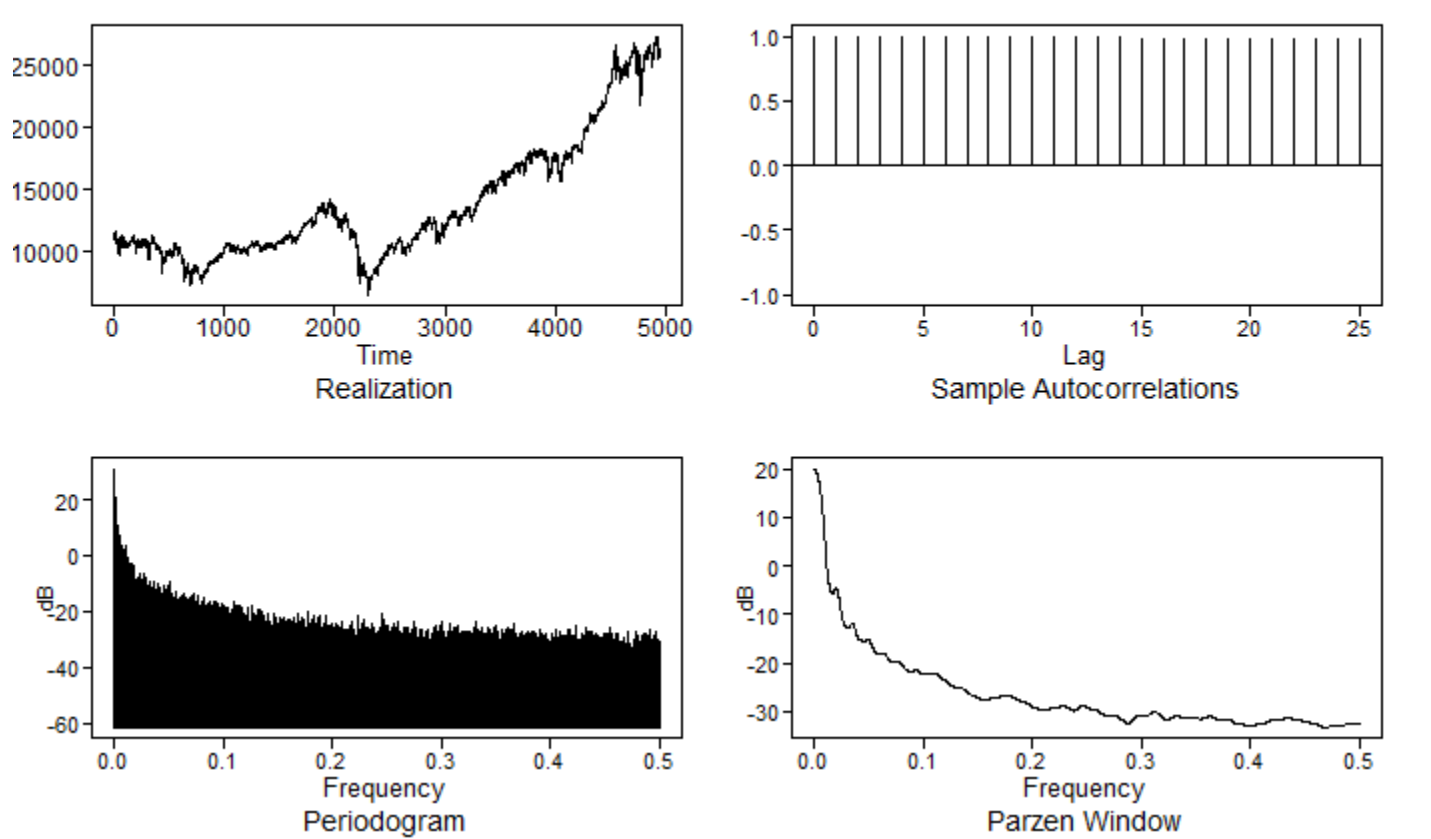 25000
20000
15000
10000
0 1000 2000 3000 4000 5000
Time
Realization
1.0
0.5
0.0
-0.5
-1.0
0 5 10 15 20 25
Lag
Sample Autocorrelations
20
0
-20
-40
-60
dB
0.0 0.1 0.2 0.3 0.4 0.5
Frequency
Periodogram
20
10
0
-10
-20
-30
dB
0.0 0.1 0.2 0.3 0.4 0.5
Frequency
Parzen Window